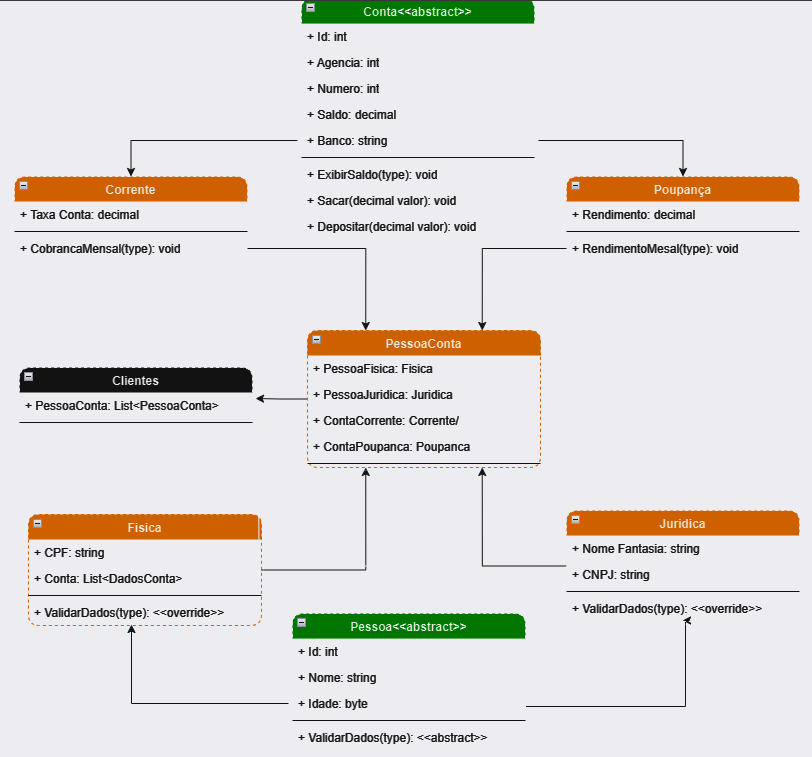 Conta<<abstract>>
+ Id: int
+ Agencia: int
+ Numero: int
+ Saldo: decimal
+ Banco: string
+ ExibirSaldo(type): void
+ Sacar(decimal valor): void
+ Depositar(decimal valor): void
Corrente
+ Taxa Conta: decimal
+ CobrancaMensal(type): void
Poupança
+ Rendimento: decimal
+ RendimentoMesal(type): void
PessoaConta
+ PessoaFisica: Fisica
+ PessoaJuridica: Juridica
+ ContaCorrente: Corrente/
+ ContaPoupanca: Poupanca
Clientes
+ PessoaConta: List<PessoaConta>
Fisica
+ CPF: string
+ Conta: List<DadosConta>
+ ValidarDados(type): <<override>>
Juridica
+ Nome Fantasia: string
+ CNPJ: string
+ ValidarDados(type): <<override>>
Pessoa<<abstract>>
+ Id: int
+ Nome: string
+ Idade: byte
+ ValidarDados(type): <<abstract>>